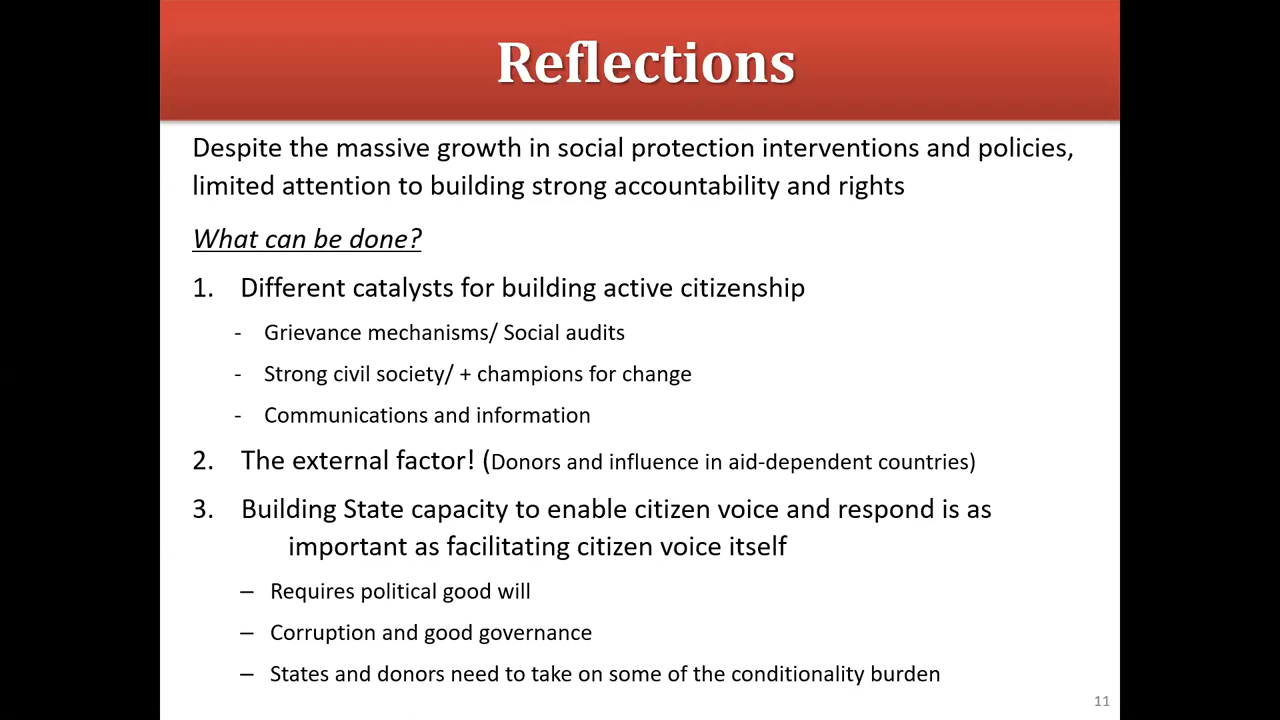 Reflections
Despite the massive growth in social protection interventions and policies,
limited attention to building strong accountability and rights
What can be done?
1. Different catalysts for building active citizenship
- Grievance mechanisms/ Social audits
- Strong civil society/ + champions for change
- Communications and information
2. The external factor! (Donors and influence in aid-dependent countries)
3. Building State capacity to enable citizen voice and respond is as
important as facilitating citizen voice itself
– Requires political good will
– Corruption and good governance
– States and donors need to take on some of the conditionality burden
11